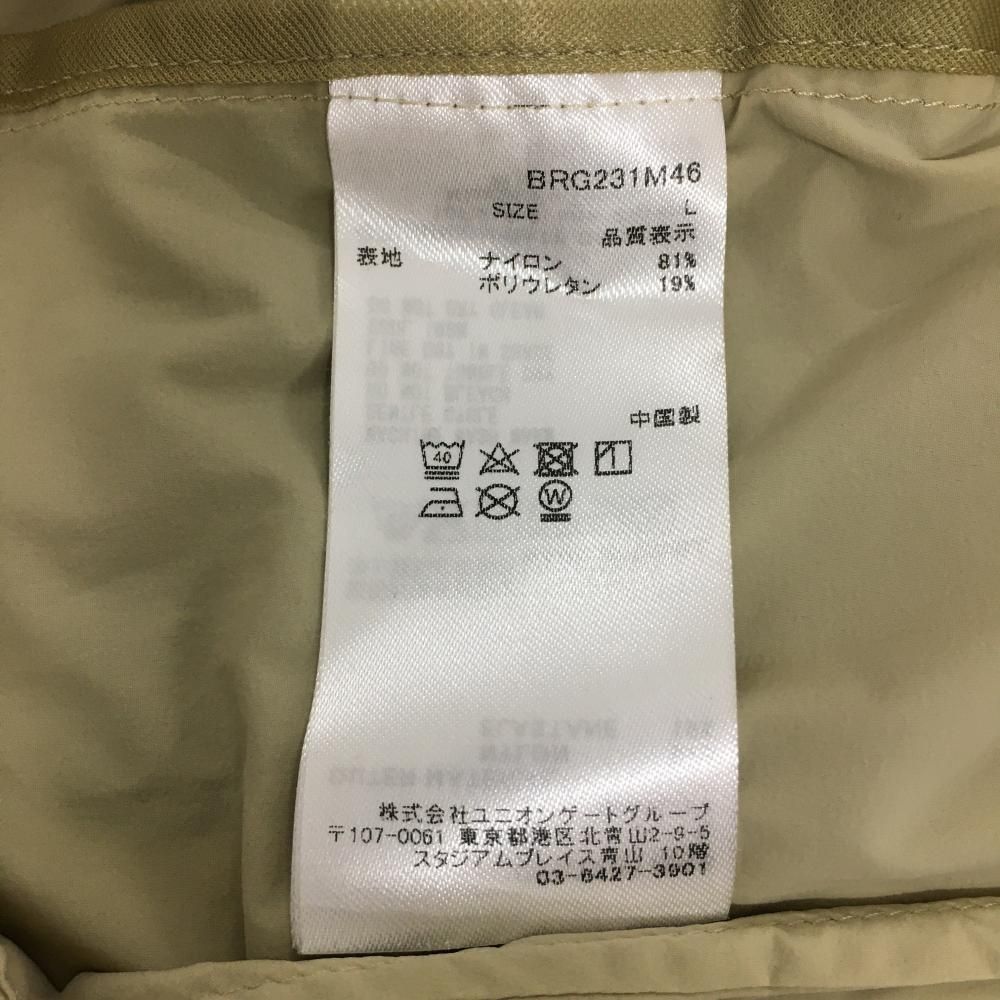 BRG231M46
SIZE L
品質表示
表地 ナイロン 81%
ポリウレタン 19%
中国製
40
W
株式会社ユニオンゲートグループ
〒107-0061 東京都港区北青山2-9-5
スタジアムプレイス青山 10階
03-6427-3901